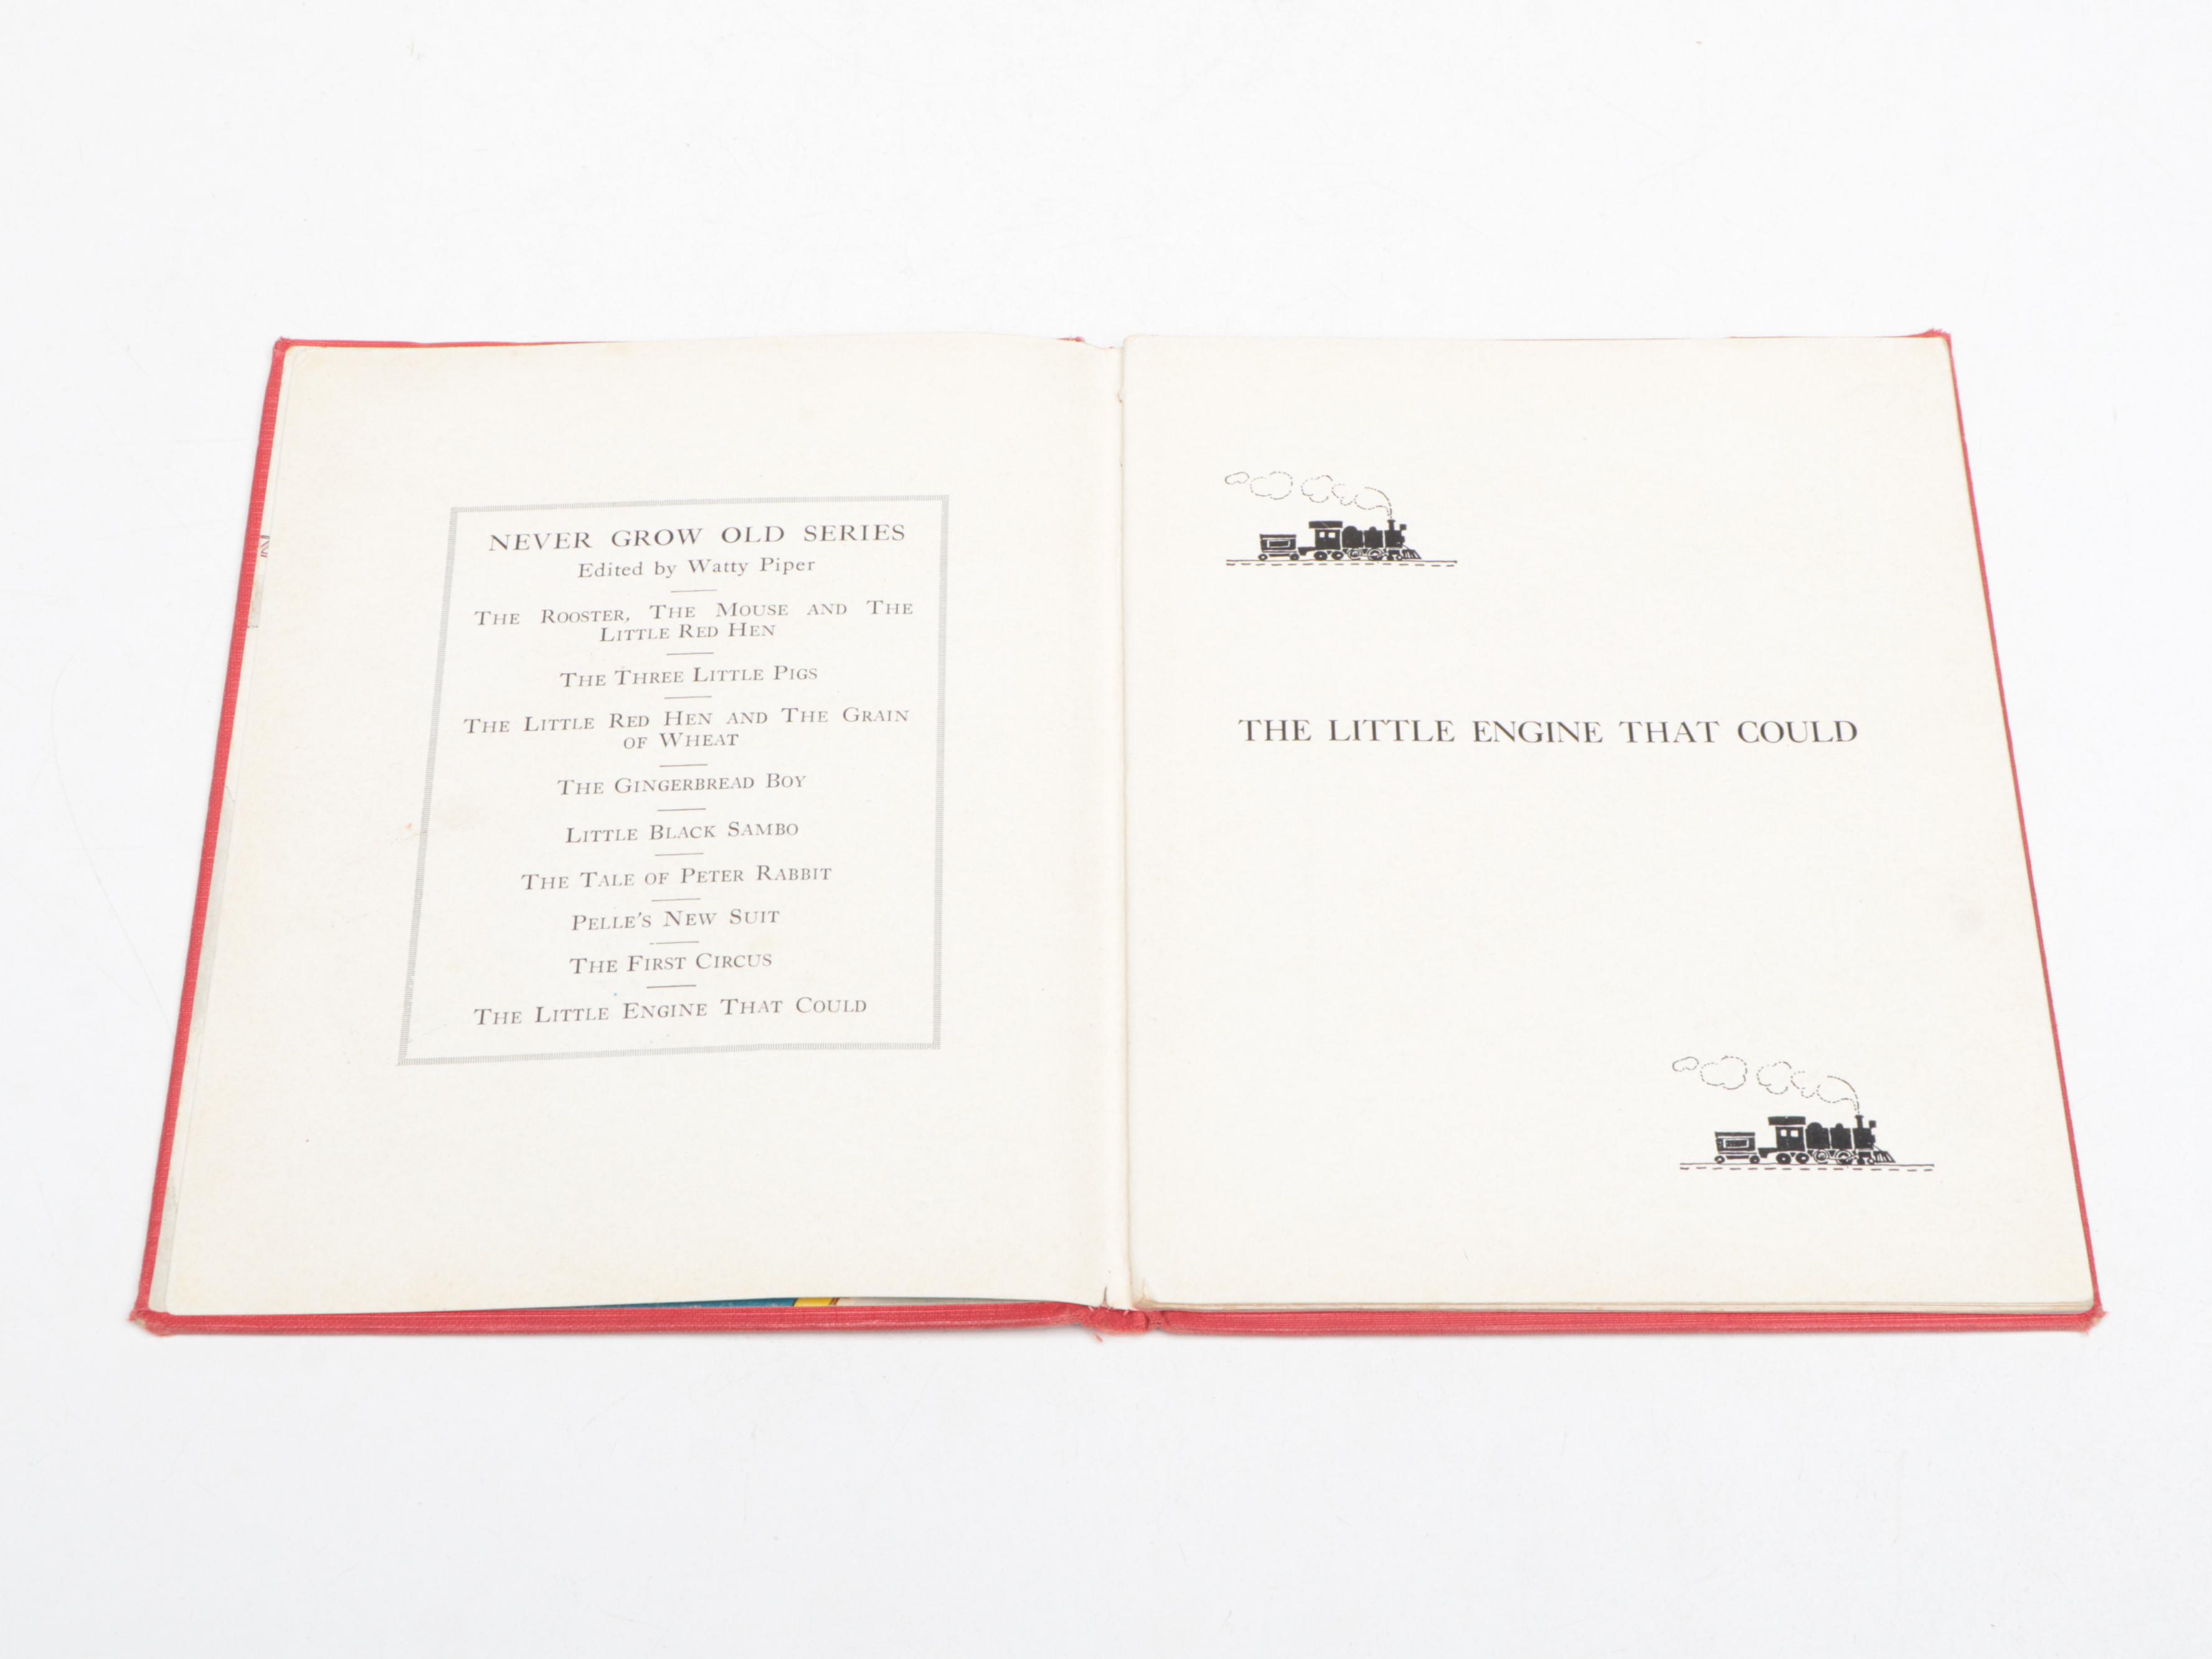 NEVER GROW OLD SERIES
Edited by Watty Piper
THE ROOSTER, THE MOUSE AND THE
LITTLE RED HEN
THE THREE LITTLE PIGS
THE LITTLE RED HEN AND THE GRAIN
OF WHEAT
THE GINGERBREAD BOY
LITTLE BLACK SAMBO
THE TALE OF PETER RABBIT
PELLE'S NEW SUIT
THE FIRST CIRCUS
THE LITTLE ENGINE THAT COULD
THE LITTLE ENGINE THAT COULD